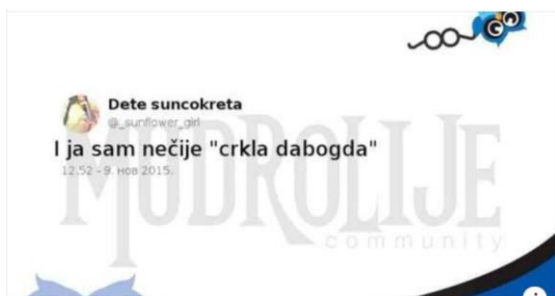 Dete suncokreta
@_sunflower_girl
I ja sam nečije "crkla dabogda"
12:52 - 9. нов 2015.
MUDROLIJE
community